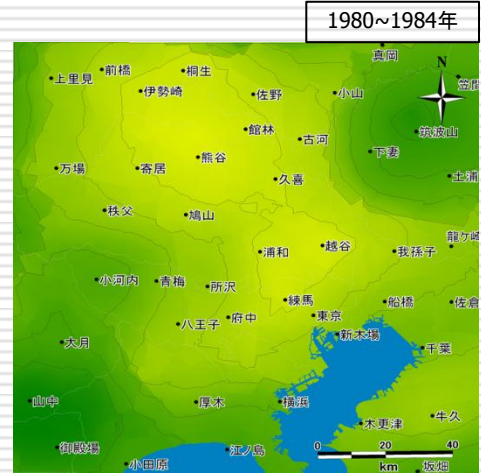 1980~1984年
真岡
N
笠間
上里見
前橋
桐生
伊勢崎
佐野
小山
筑波山
館林
古河
下妻
熊谷
万場
寄居
久喜
土浦
秩父
鳩山
龍ケ崎
浦和
越谷
我孫子
小河内
青梅
所沢
練馬
船橋
佐倉
八王子
府中
東京
新木場
大月
千葉
山中
厚木
横浜
木更津
牛久
御殿場
江ノ島
小田原
0 20 40
km
坂畑